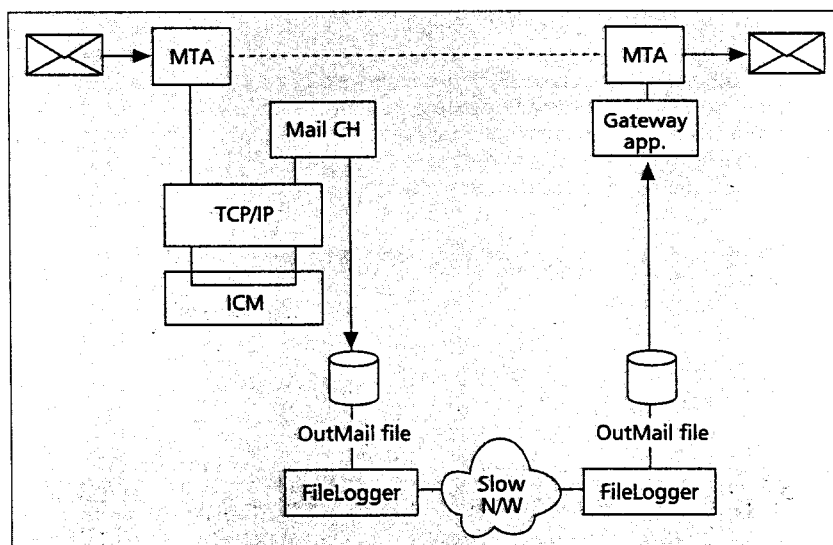 MTA
MTA
Mail CH
Gateway
app.
TCP/IP
ICM
OutMail file
OutMail file
FileLogger
Slow
N/W
FileLogger